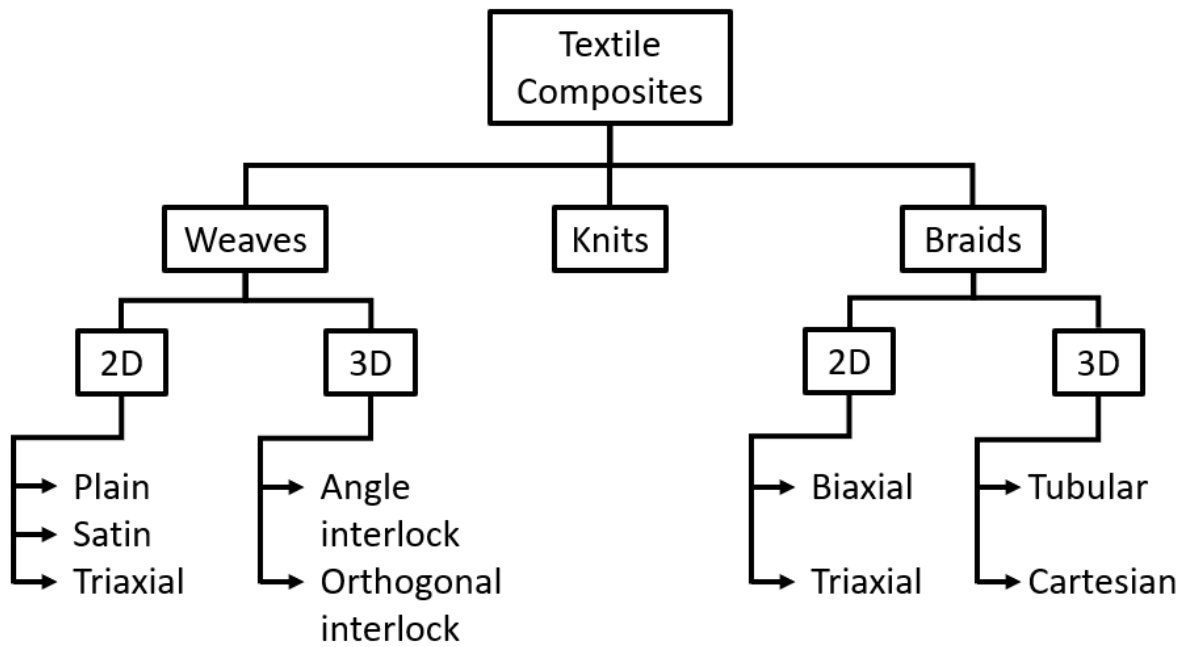 Textile
Composites
Weaves
Knits
Braids
2D
3D
2D
3D
Plain
Satin
Triaxial
Angle
interlock
Orthogonal
interlock
Biaxial
Triaxial
Tubular
Cartesian